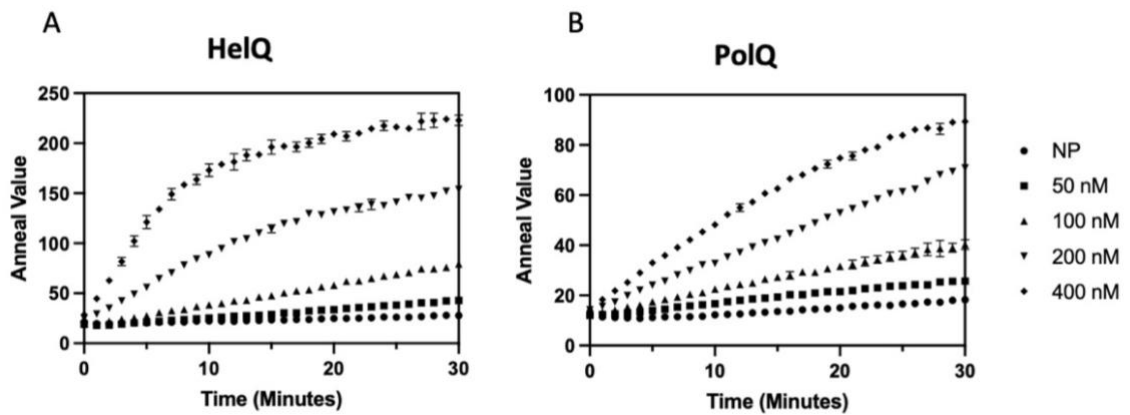 A
HelQ
Anneal Value
250
200
150
100
50
0
0 10 20 30
Time (Minutes)
B
PolQ
Anneal Value
100
80
60
40
20
0
0 10 20 30
Time (Minutes)
NP
50 nM
100 nM
200 nM
400 nM